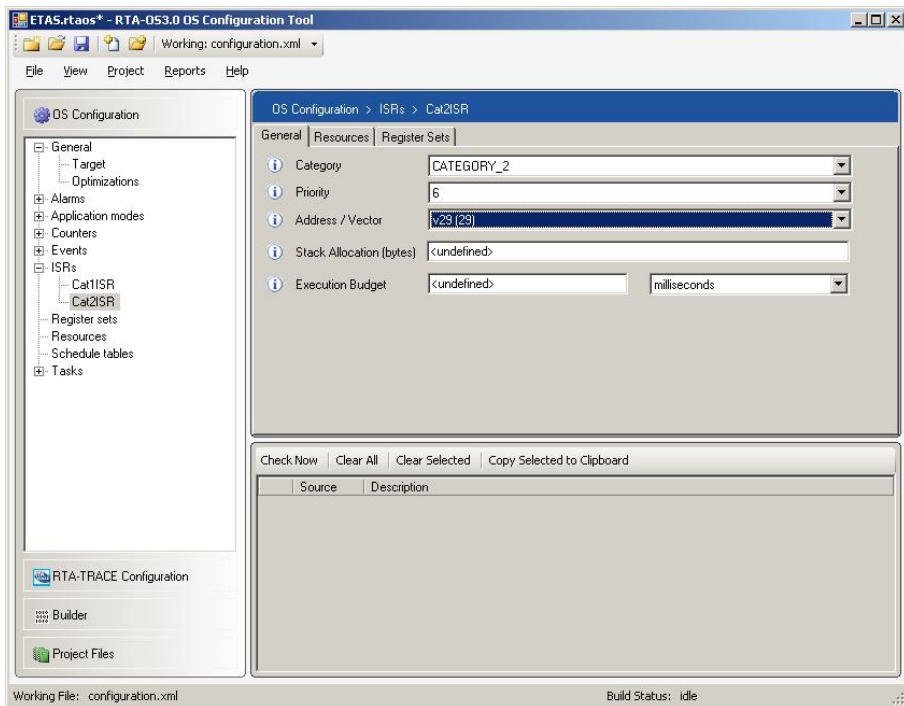 ETAS.rtaos* - RTA-OS3.0 OS Configuration Tool
Working: configuration.xml
File View Project Reports Help
OS Configuration
General
Target
Optimizations
Alarms
Application modes
Counters
Events
ISRs
Cat1ISR
Cat2ISR
Register sets
Resources
Schedule tables
Tasks
RTA-TRACE Configuration
Builder
Project Files
OS Configuration > ISRs > Cat2ISR
General Resources Register Sets
Category CATEGORY_2
Priority 6
Address / Vector v29 (29)
Stack Allocation (bytes) <undefined>
Execution Budget <undefined> milliseconds
Check Now Clear All Clear Selected Copy Selected to Clipboard
Source Description
Working File: configuration.xml Build Status: idle